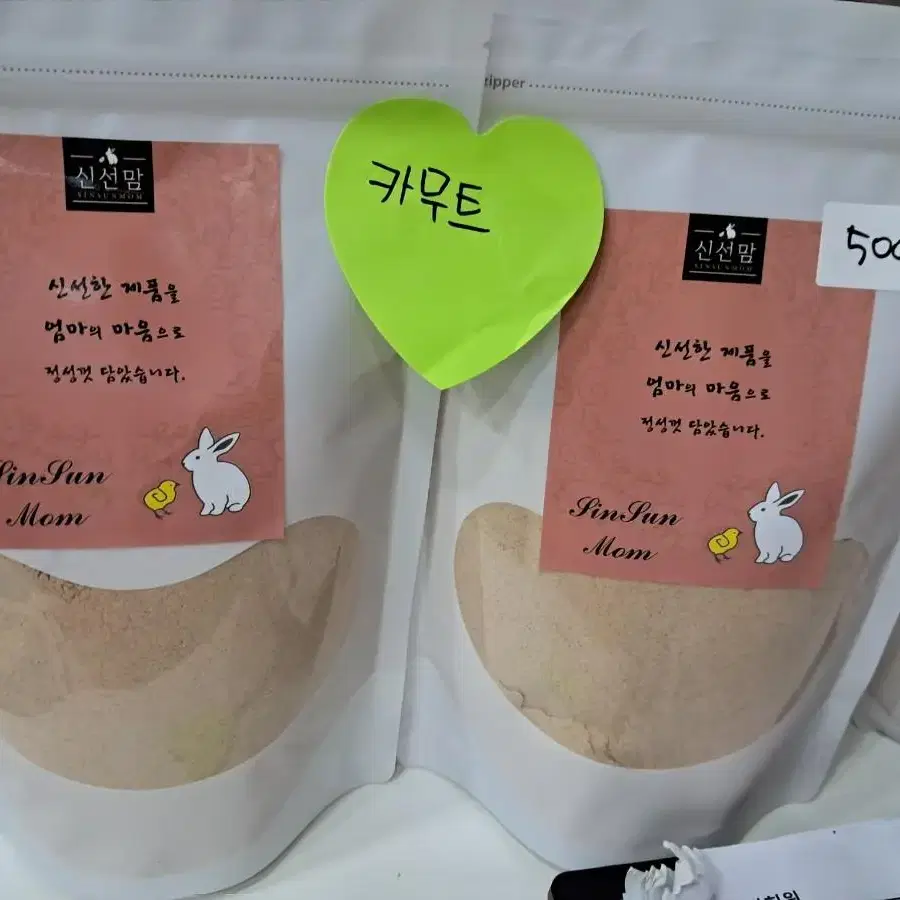 신선맘
SINSUNMOM
신선한 제품을
엄마의 마음으로
정성껏 담았습니다.
SinSun
Mom
카무트
zipper
신선맘
SINSUNMOM
500
신선한 제품을
엄마의 마음으로
정성껏 담았습니다.
SinSun
Mom